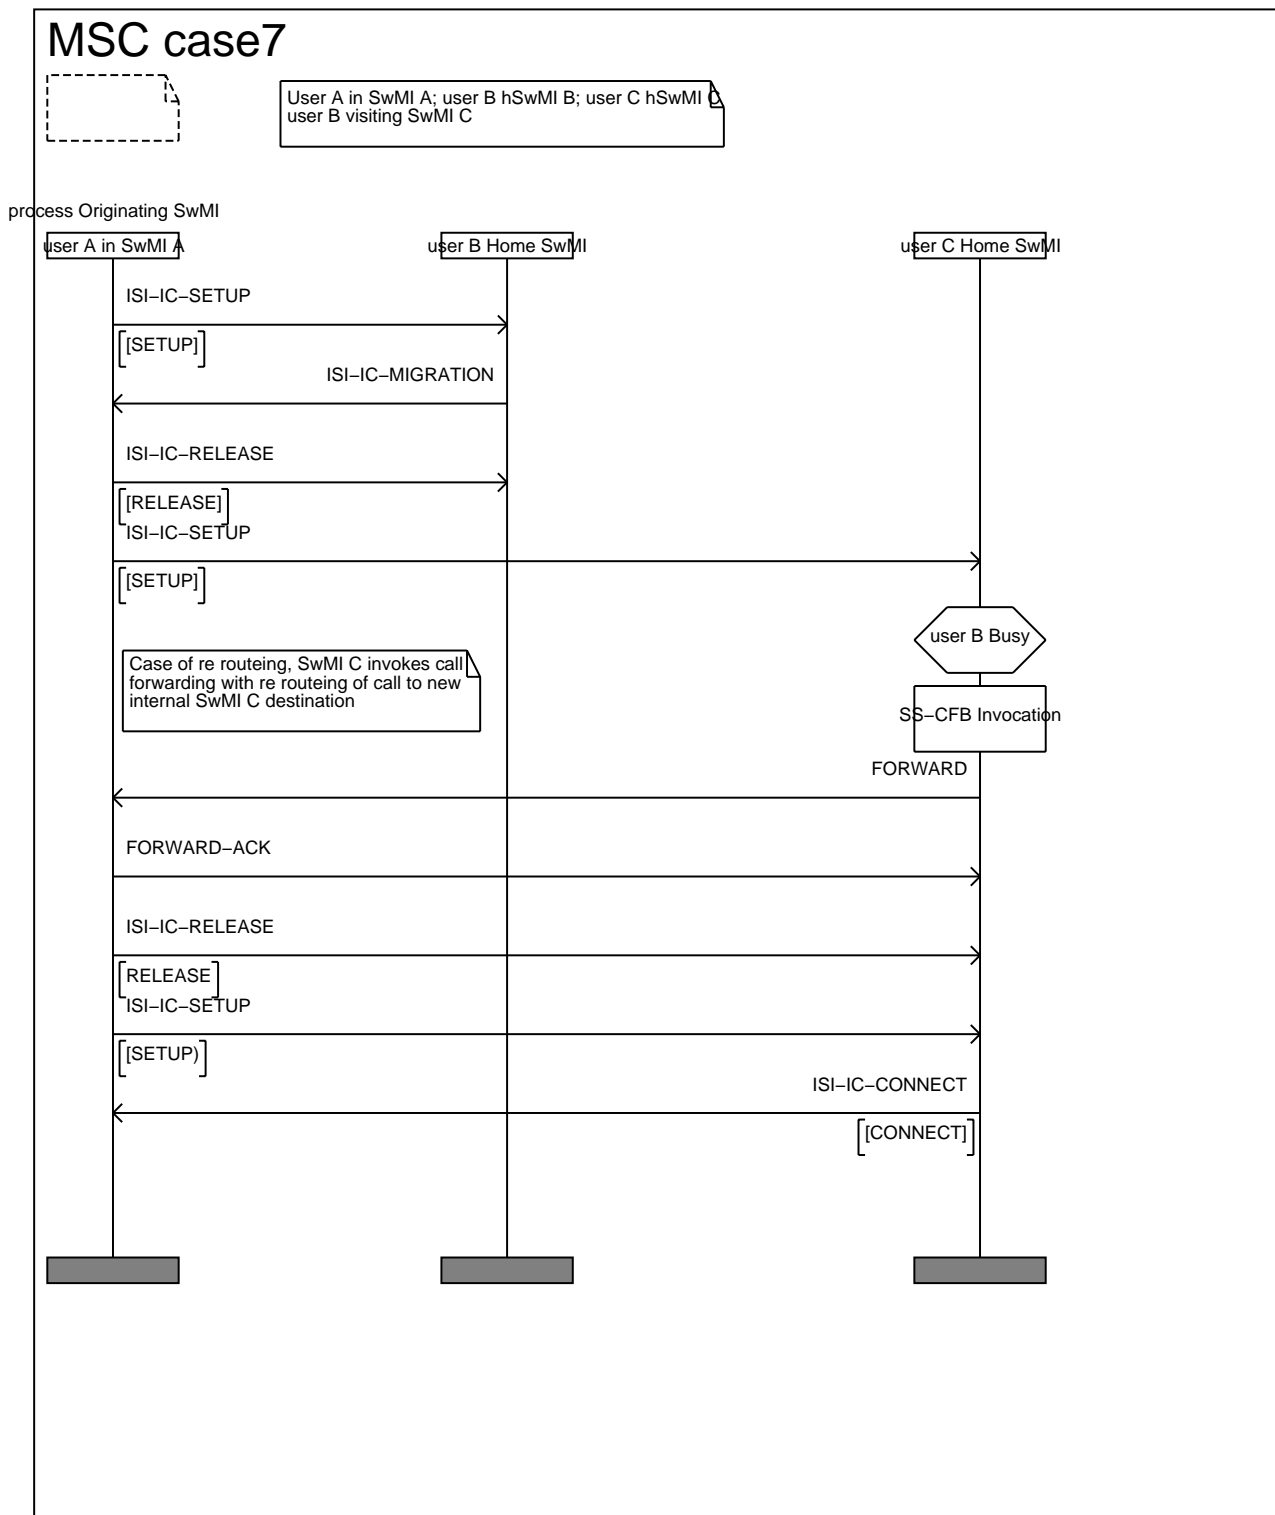 MSC case7
User A in SwMI A; user B hSwMI B; user C hSwMI C
user B visiting SwMI C
process Originating SwMI
user A in SwMI A
user B Home SwMI
user C Home SwMI
ISI−IC−SETUP
[SETUP]
ISI−IC−MIGRATION
ISI−IC−RELEASE
[RELEASE]
ISI−IC−SETUP
[SETUP]
user B Busy
Case of re routeing, SwMI C invokes call
forwarding with re routeing of call to new
internal SwMI C destination
SS−CFB Invocation
FORWARD
FORWARD−ACK
ISI−IC−RELEASE
RELEASE
ISI−IC−SETUP
[SETUP)
ISI−IC−CONNECT
[CONNECT]